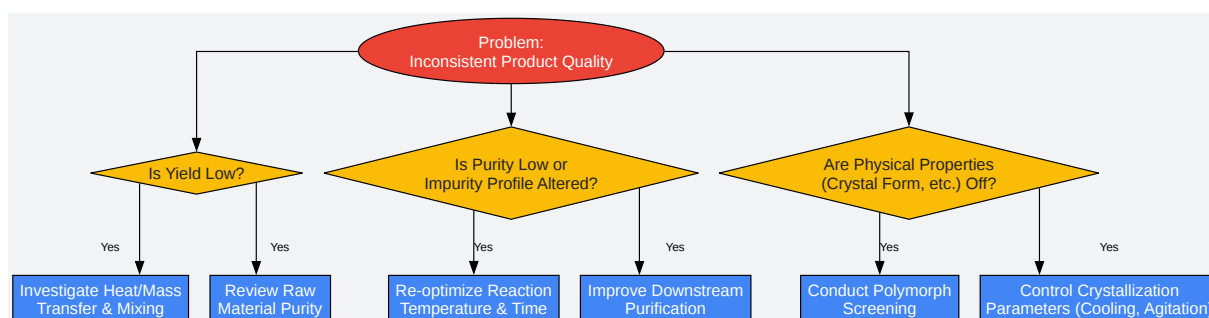 Problem:
Inconsistent Product Quality
Is Yield Low?
Is Purity Low or
Impurity Profile Altered?
Are Physical Properties
(Crystal Form, etc.) Off?
Yes
Yes
Yes
Yes
Yes
Yes
Investigate Heat/Mass
Transfer & Mixing
Review Raw
Material Purity
Re-optimize Reaction
Temperature & Time
Improve Downstream
Purification
Conduct Polymorph
Screening
Control Crystallization
Parameters (Cooling, Agitation)